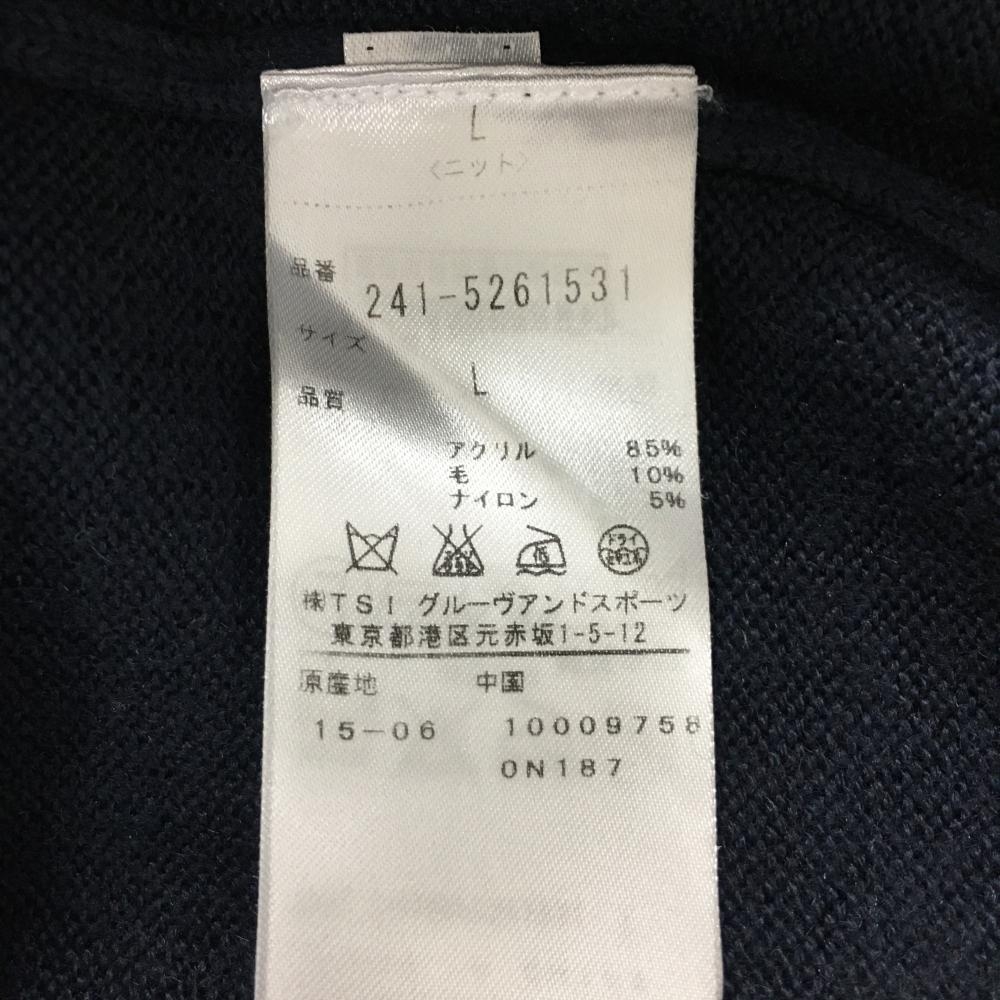 L
〈ニット〉
品番
241-5261531
サイズ
L
品質
アクリル 85%
毛 10%
ナイロン 5%
低 ドライ
㈱TSI グルーヴアンドスポーツ
東京都港区元赤坂1-5-12
原産地 中国
15-06 10009758
0N187